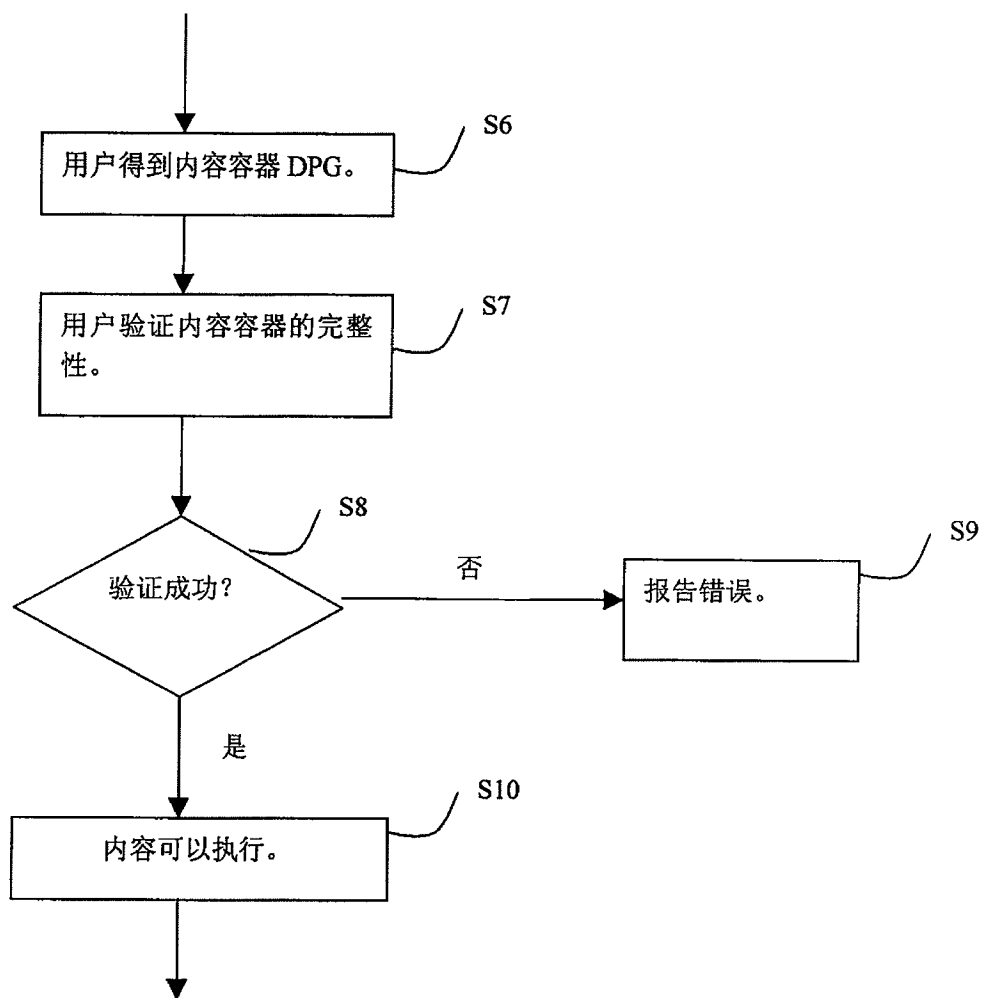 S6
用户得到内容容器 DPG。
S7
用户验证内容容器的完整
性。
S8
验证成功?
否
S9
报告错误。
是
S10
内容可以执行。